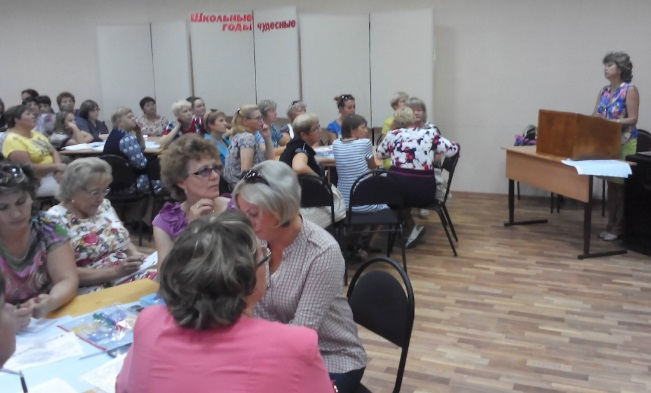 Школьные
годы чудесные